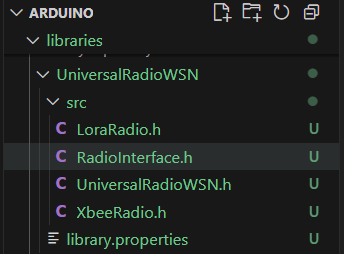 ARDUINO
libraries
UniversalRadioWSN
src
C LoraRadio.h U
C RadioInterface.h U
C UniversalRadioWSN.h U
C XbeeRadio.h U
library.properties U